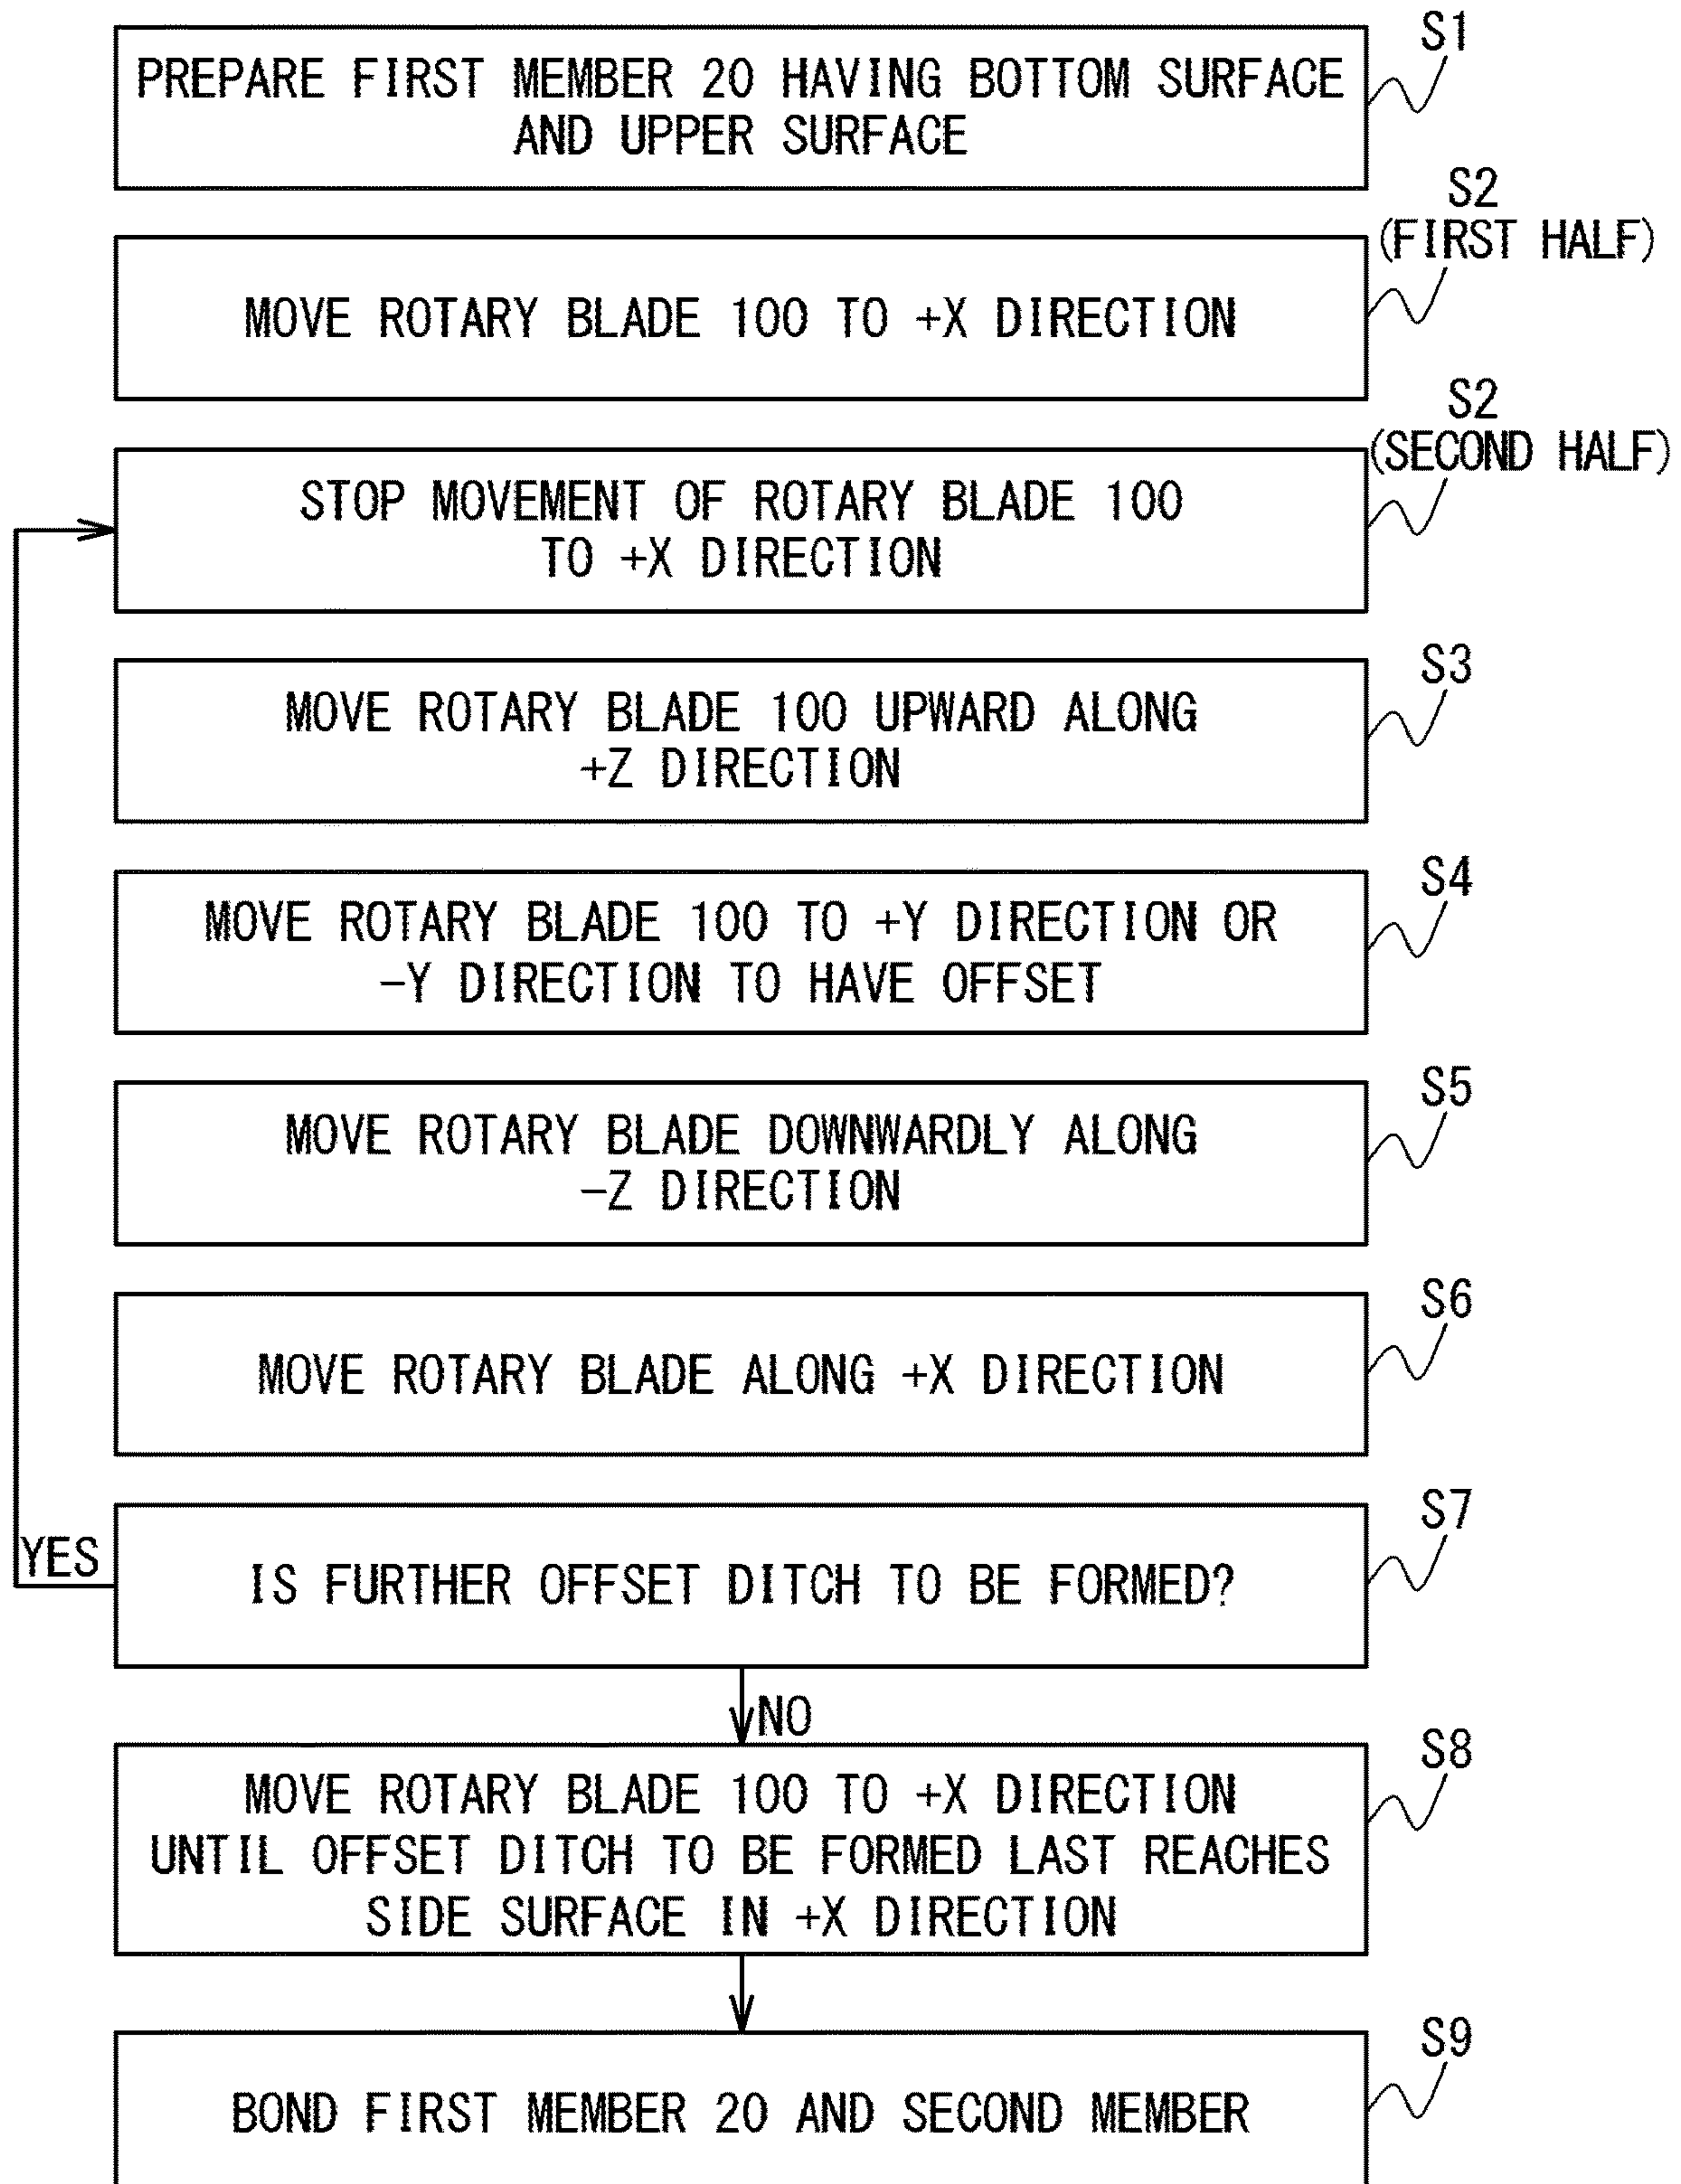 S1
PREPARE FIRST MEMBER 20 HAVING BOTTOM SURFACE
AND UPPER SURFACE
S2
(FIRST HALF)
MOVE ROTARY BLADE 100 TO +X DIRECTION
S2
(SECOND HALF)
STOP MOVEMENT OF ROTARY BLADE 100
TO +X DIRECTION
S3
MOVE ROTARY BLADE 100 UPWARD ALONG
+Z DIRECTION
S4
MOVE ROTARY BLADE 100 TO +Y DIRECTION OR
-Y DIRECTION TO HAVE OFFSET
S5
MOVE ROTARY BLADE DOWNWARDLY ALONG
-Z DIRECTION
S6
MOVE ROTARY BLADE ALONG +X DIRECTION
S7
YES
IS FURTHER OFFSET DITCH TO BE FORMED?
NO
S8
MOVE ROTARY BLADE 100 TO +X DIRECTION
UNTIL OFFSET DITCH TO BE FORMED LAST REACHES
SIDE SURFACE IN +X DIRECTION
S9
BOND FIRST MEMBER 20 AND SECOND MEMBER